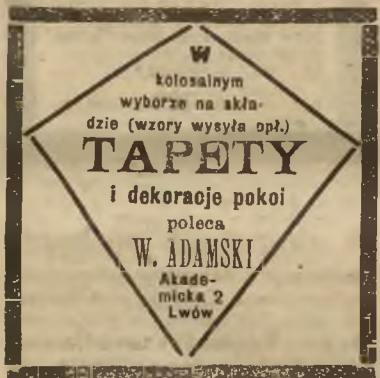 W
kolosalnym
wyborze na skła-
dzie (wzory wysyła opł.)
TAPETY
i dekoracje pokoi
poleca
W. ADAMSKI
Akade-
micka 2
Lwów